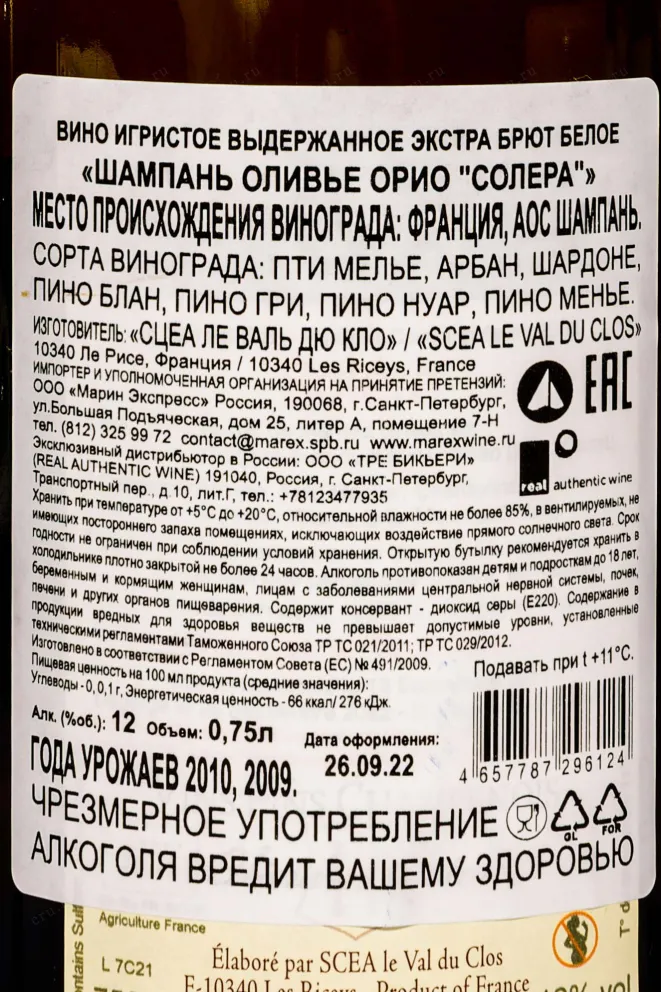 ВИНО ИГРИСТОЕ ВЫДЕРЖАННОЕ ЭКСТРА БРЮТ БЕЛОЕ
«ШАМПАНЬ ОЛИВЬЕ ОРИО "СОЛЕРА"»
МЕСТО ПРОИСХОЖДЕНИЯ ВИНОГРАДА: ФРАНЦИЯ, АОС ШАМПАНЬ.
СОРТА ВИНОГРАДА: ПТИ МЕЛЬЕ, АРБАН, ШАРДОНЕ,
ПИНО БЛАН, ПИНО ГРИ, ПИНО НУАР, ПИНО МЕНЬЕ.
ИЗГОТОВИТЕЛЬ: «СЦЕА ЛЕ ВАЛЬ ДЮ КЛО» / «SCEA LE VAL DU CLOS»
10340 Ле Рисе, Франция / 10340 Les Riceys, France
ИМПОРТЕР И УПОЛНОМОЧЕННАЯ ОРГАНИЗАЦИЯ НА ПРИНЯТИЕ ПРЕТЕНЗИЙ:
ООО «Марин Экспресс» Россия, 190068, г.Санкт-Петербург,
ул.Большая Подъяческая, дом 25, литер А, помещение 7-Н
тел. (812) 325 99 72 contact@marex.spb.ru www.marexwine.ru
Эксклюзивный дистрибьютор в России: ООО «ТРЕ БИКЬЕРИ»
(REAL AUTHENTIC WINE) 191040, Россия, г. Санкт-Петербург,
Транспортный пер., д.10, лит.Г, тел.: +78123477935
EAC
real authentic wine
Хранить при температуре от +5°С до +20°С, относительной влажности не более 85%, в вентилируемых, не
имеющих постороннего запаха помещениях, исключающих воздействие прямого солнечного света. Срок
годности не ограничен при соблюдении условий хранения. Открытую бутылку рекомендуется хранить в
холодильнике плотно закрытой не более 24 часов. Алкоголь противопоказан детям и подросткам до 18 лет,
беременным и кормящим женщинам, лицам с заболеваниями центральной нервной системы, почек,
печени и других органов пищеварения. Содержит консервант - диоксид серы (Е220). Содержание в
продукции вредных для здоровья веществ не превышает допустимые уровни, установленные
техническими регламентами Таможенного Союза ТР ТС 021/2011; ТР ТС 029/2012.
Изготовлено в соответствии с Регламентом Совета (ЕС) № 491/2009.
Пищевая ценность на 100 мл продукта (средние значения):
Углеводы - 0,0,1 г, Энергетическая ценность - 66 ккал/ 276 кДж.
Подавать при t +11°С.
Алк. (%об.): 12 Объем: 0,75л
Дата оформления:
26.09.22
4 657787 296124
ГОДА УРОЖАЕВ 2010, 2009.
ЧРЕЗМЕРНОЕ УПОТРЕБЛЕНИЕ
GL
FOR
АЛКОГОЛЯ ВРЕДИТ ВАШЕМУ ЗДОРОВЬЮ
Agriculture France
L 7C21
Élaboré par SCEA le Val du Clos
F-10340 Les Riceys - Product of France